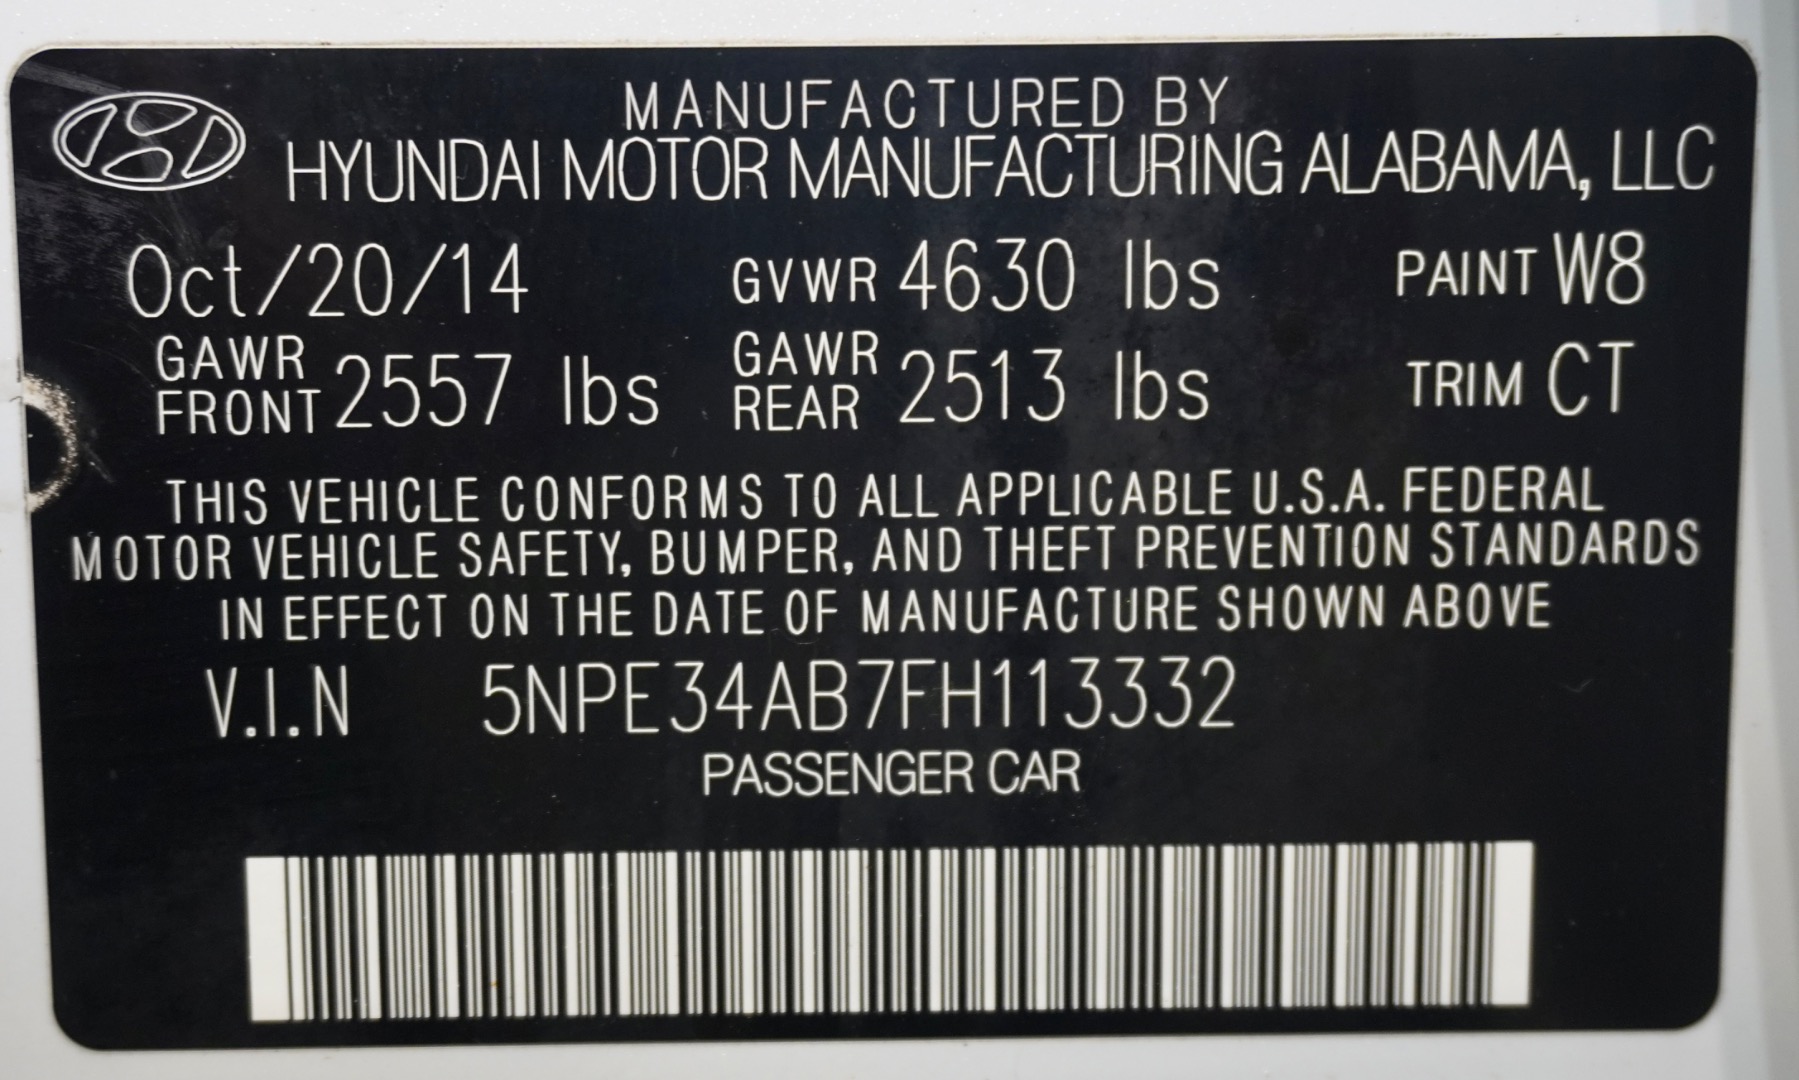 MANUFACTURED BY
HYUNDAI MOTOR MANUFACTURING ALABAMA, LLC
Oct/20/14 GVWR 4630 lbs PAINT W8
GAWR FRONT 2557 lbs GAWR REAR 2513 lbs TRIM CT
THIS VEHICLE CONFORMS TO ALL APPLICABLE U.S.A. FEDERAL
MOTOR VEHICLE SAFETY, BUMPER, AND THEFT PREVENTION STANDARDS
IN EFFECT ON THE DATE OF MANUFACTURE SHOWN ABOVE
V.I.N 5NPE34AB7FH113332
PASSENGER CAR